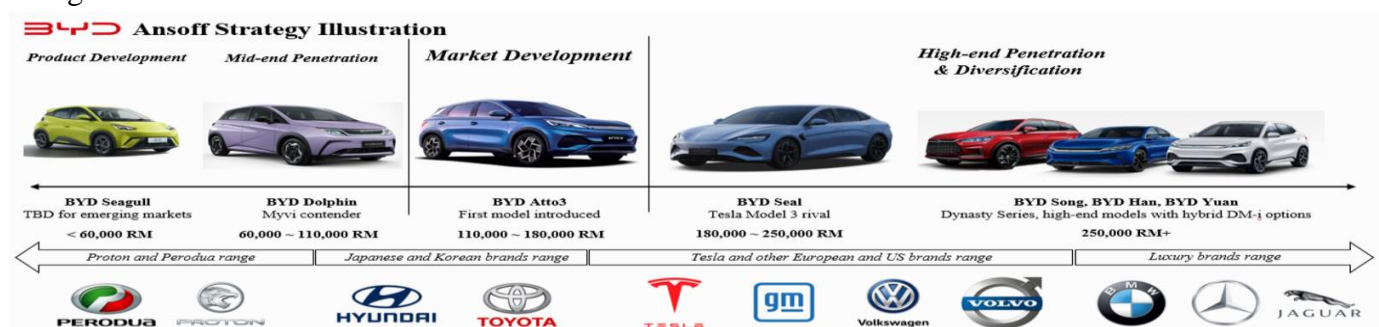 BYD Ansoff Strategy Illustration
Product Development
Mid-end Penetration
Market Development
High-end Penetration
& Diversification
BYD Seagull
TBD for emerging markets
< 60,000 RM
BYD Dolphin
Myvi contender
60,000 ~ 110,000 RM
BYD Atto3
First model introduced
110,000 ~ 180,000 RM
BYD Seal
Tesla Model 3 rival
180,000 ~ 250,000 RM
BYD Song, BYD Han, BYD Yuan
Dynasty Series, high-end models with hybrid DM-i options
250,000 RM+
Proton and Perodua range
Japanese and Korean brands range
Tesla and other European and US brands range
Luxury brands range
PERODUA
PROTON
HYUNDAI
TOYOTA
TESLA
gm
Volkswagen
VOLVO
BMW
JAGUAR